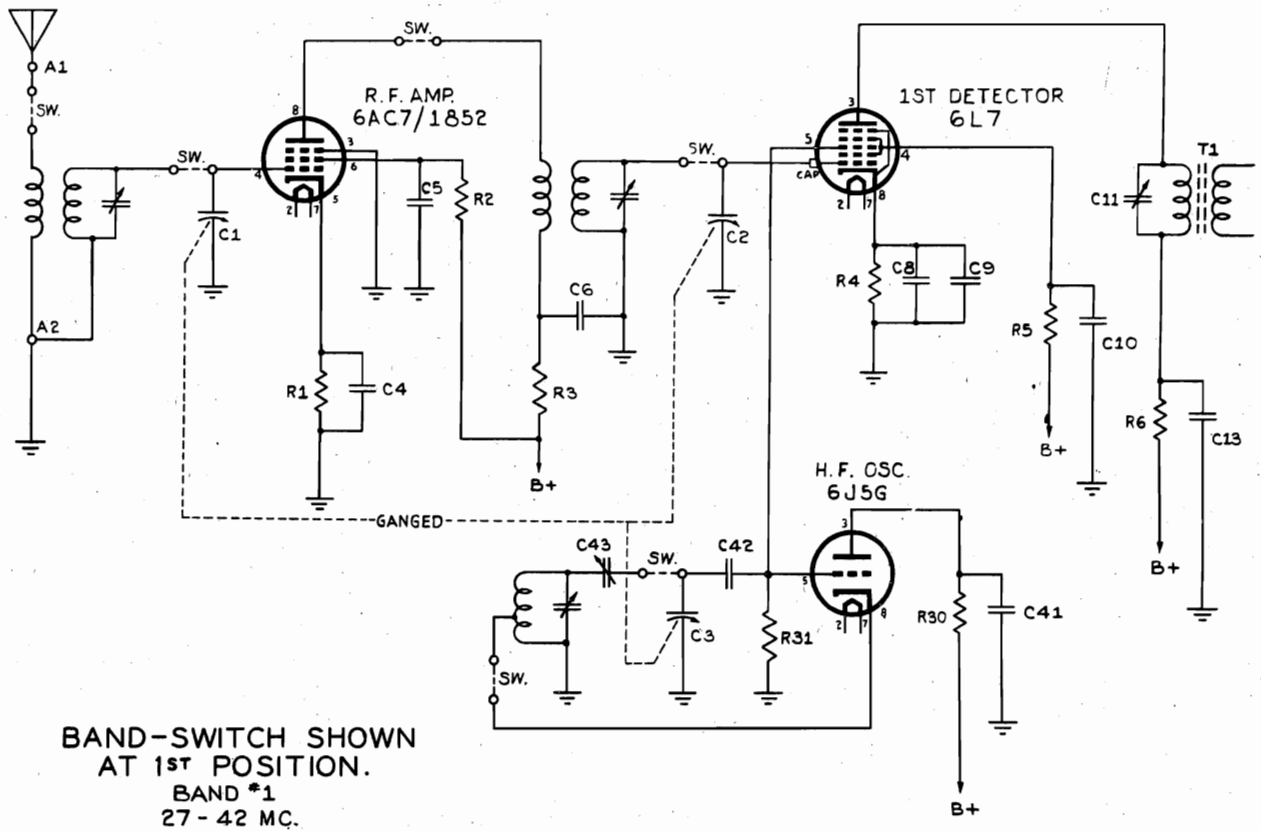 A1
SW.
A2
SW.
C1
R.F. AMP.
6AC7/1852
8
3
6
4
5
2
7
SW.
C5
R2
R1
C4
C6
R3
B+
SW.
C2
GANGED
1ST DETECTOR
6L7
3
5
4
CAP
8
2
7
R4
C8
C9
R5
C10
B+
T1
C11
R6
C13
B+
H.F. OSC.
6J5G
3
5
8
2
7
C43
SW.
C42
C3
R31
SW.
R30
C41
B+
BAND-SWITCH SHOWN
AT 1ST POSITION.
BAND #1
27 - 42 MC.